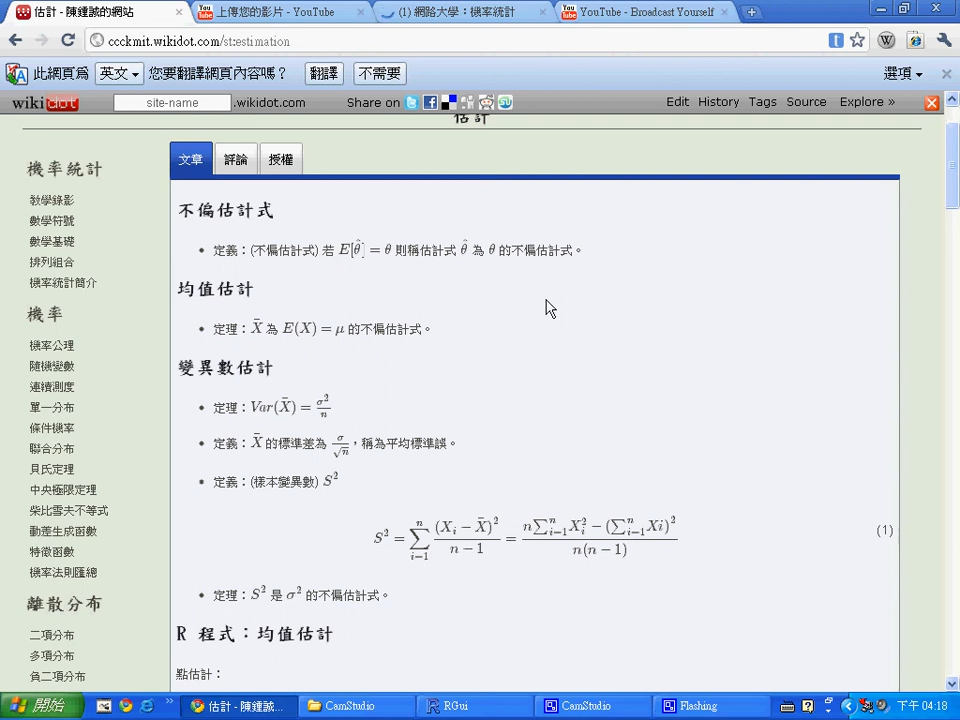 估計 - 陳鍾誠的網站
上傳您的影片 - YouTube
(1) 網路大學：機率統計
YouTube - Broadcast Yourself
ccckmit.wikidot.com/st:estimation
此網頁為 英文 您要翻譯網頁內容嗎？ 翻譯 不需要 選項
wikidot site-name .wikidot.com Share on Edit History Tags Source Explore »
估計
文章 評論 授權
機率統計
教學錄影
數學符號
數學基礎
排列組合
機率統計簡介
機率
機率公理
隨機變數
連續測度
單一分布
條件機率
聯合分布
貝氏定理
中央極限定理
柴比雪夫不等式
動差生成函數
特徵函數
機率法則匯總
離散分布
二項分布
多項分布
負二項分布
不偏估計式
• 定義：(不偏估計式) 若 E[θ̂] = θ 則稱估計式 θ̂ 為 θ 的不偏估計式。
均值估計
• 定理：X̄ 為 E(X) = μ 的不偏估計式。
變異數估計
• 定理：Var(X̄) = σ²/n
• 定義：X̄ 的標準差為 σ/√n，稱為平均標準誤。
• 定義：(樣本變異數) S²
S² = ∑ⁿᵢ₌₁ (Xᵢ − X̄)²/(n − 1) = (n∑ⁿᵢ₌₁Xᵢ² − (∑ⁿᵢ₌₁Xi)²)/(n(n − 1)) (1)
• 定理：S² 是 σ² 的不偏估計式。
R 程式：均值估計
點估計：
開始 估計 - 陳鍾誠... CamStudio RGui CamStudio Flashing 下午 04:18